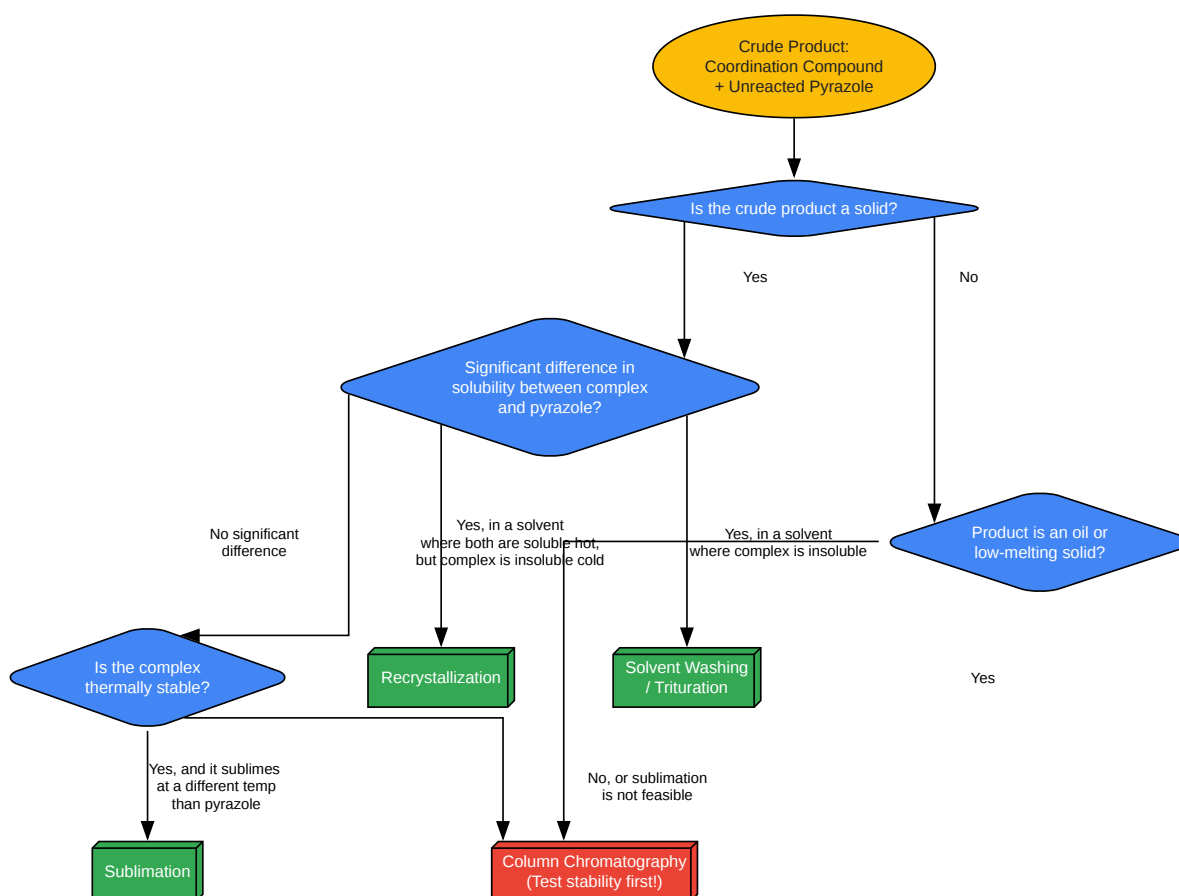 Crude Product:
Coordination Compound
+ Unreacted Pyrazole
Is the crude product a solid?
Yes
No
Significant difference in
solubility between complex
and pyrazole?
No significant
difference
Yes, in a solvent
where both are soluble hot,
but complex is insoluble cold
Yes, in a solvent
where complex is insoluble
Product is an oil or
low-melting solid?
Is the complex
thermally stable?
Recrystallization
Solvent Washing
/ Trituration
Yes
Yes, and it sublimes
at a different temp
than pyrazole
No, or sublimation
is not feasible
Sublimation
Column Chromatography
(Test stability first!)